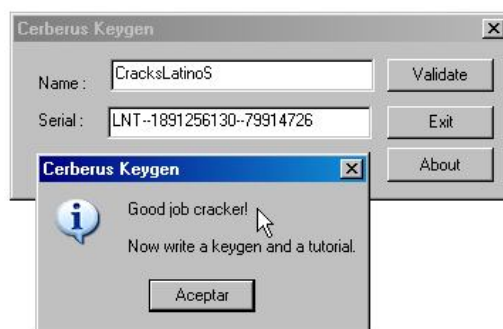 Cerberus Keygen
Name : CracksLatinoS Validate
Serial : LNT--1891256130--79914726 Exit
About
Cerberus Keygen
Good job cracker!
Now write a keygen and a tutorial.
Aceptar